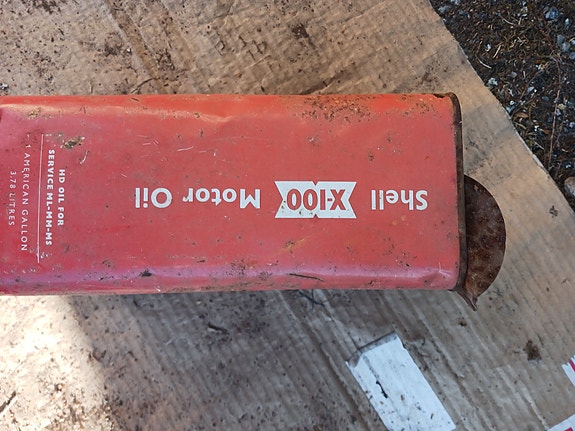 Shell X-100 Motor Oil
HD OIL FOR
SERVICE ML-MM-MS
1 AMERICAN GALLON
3.78 LITRES